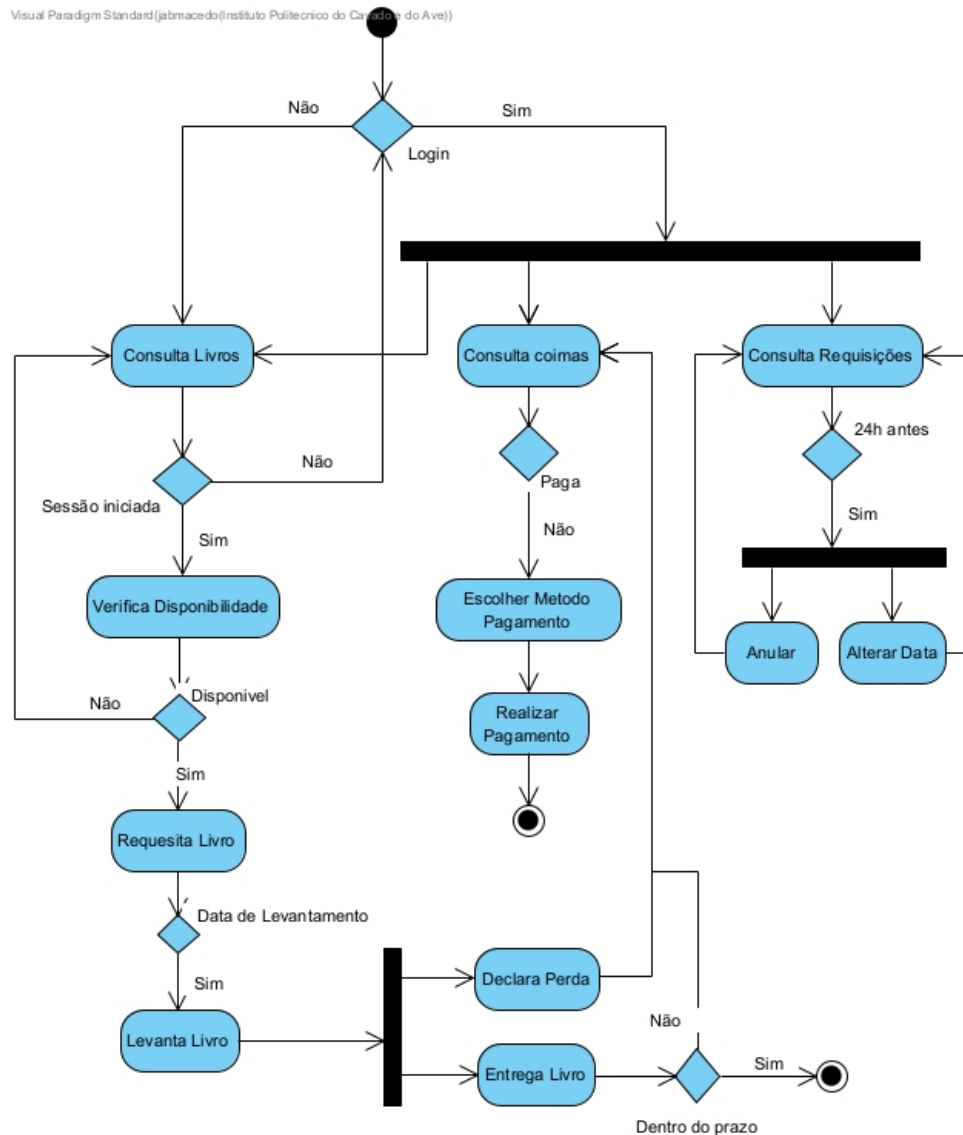 Visual Paradigm Standard(jabmacedo(Instituto Politecnico do Cavado e do Ave))
Não
Sim
Login
Consulta Livros
Consulta coimas
Consulta Requisições
24h antes
Não
Paga
Sessão iniciada
Sim
Não
Sim
Verifica Disponibilidade
Escolher Metodo
Pagamento
Anular
Alterar Data
Disponivel
Não
Realizar
Pagamento
Sim
Requesita Livro
Data de Levantamento
Sim
Declara Perda
Levanta Livro
Não
Entrega Livro
Sim
Dentro do prazo